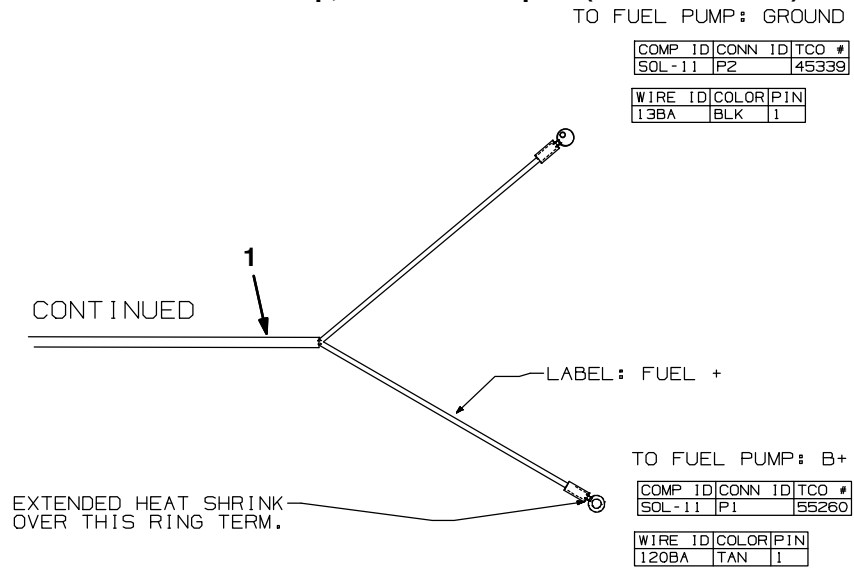 TO FUEL PUMP: GROUND
COMP ID CONN ID TCO #
SOL-11 P2 45339
WIRE ID COLOR PIN
13BA BLK 1
1
CONTINUED
LABEL: FUEL +
TO FUEL PUMP: B+
COMP ID CONN ID TCO #
SOL-11 P1 55260
EXTENDED HEAT SHRINK
OVER THIS RING TERM.
WIRE ID COLOR PIN
120BA TAN 1